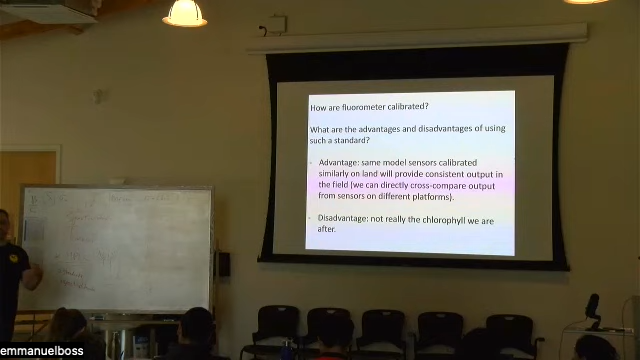 How are fluorometer calibrated?
What are the advantages and disadvantages of using
such a standard?
- Advantage: same model sensors calibrated
similarly on land will provide consistent output in
the field (we can directly cross-compare output
from sensors on different platforms).
- Disadvantage: not really the chlorophyll we are
after.
emmanuelboss